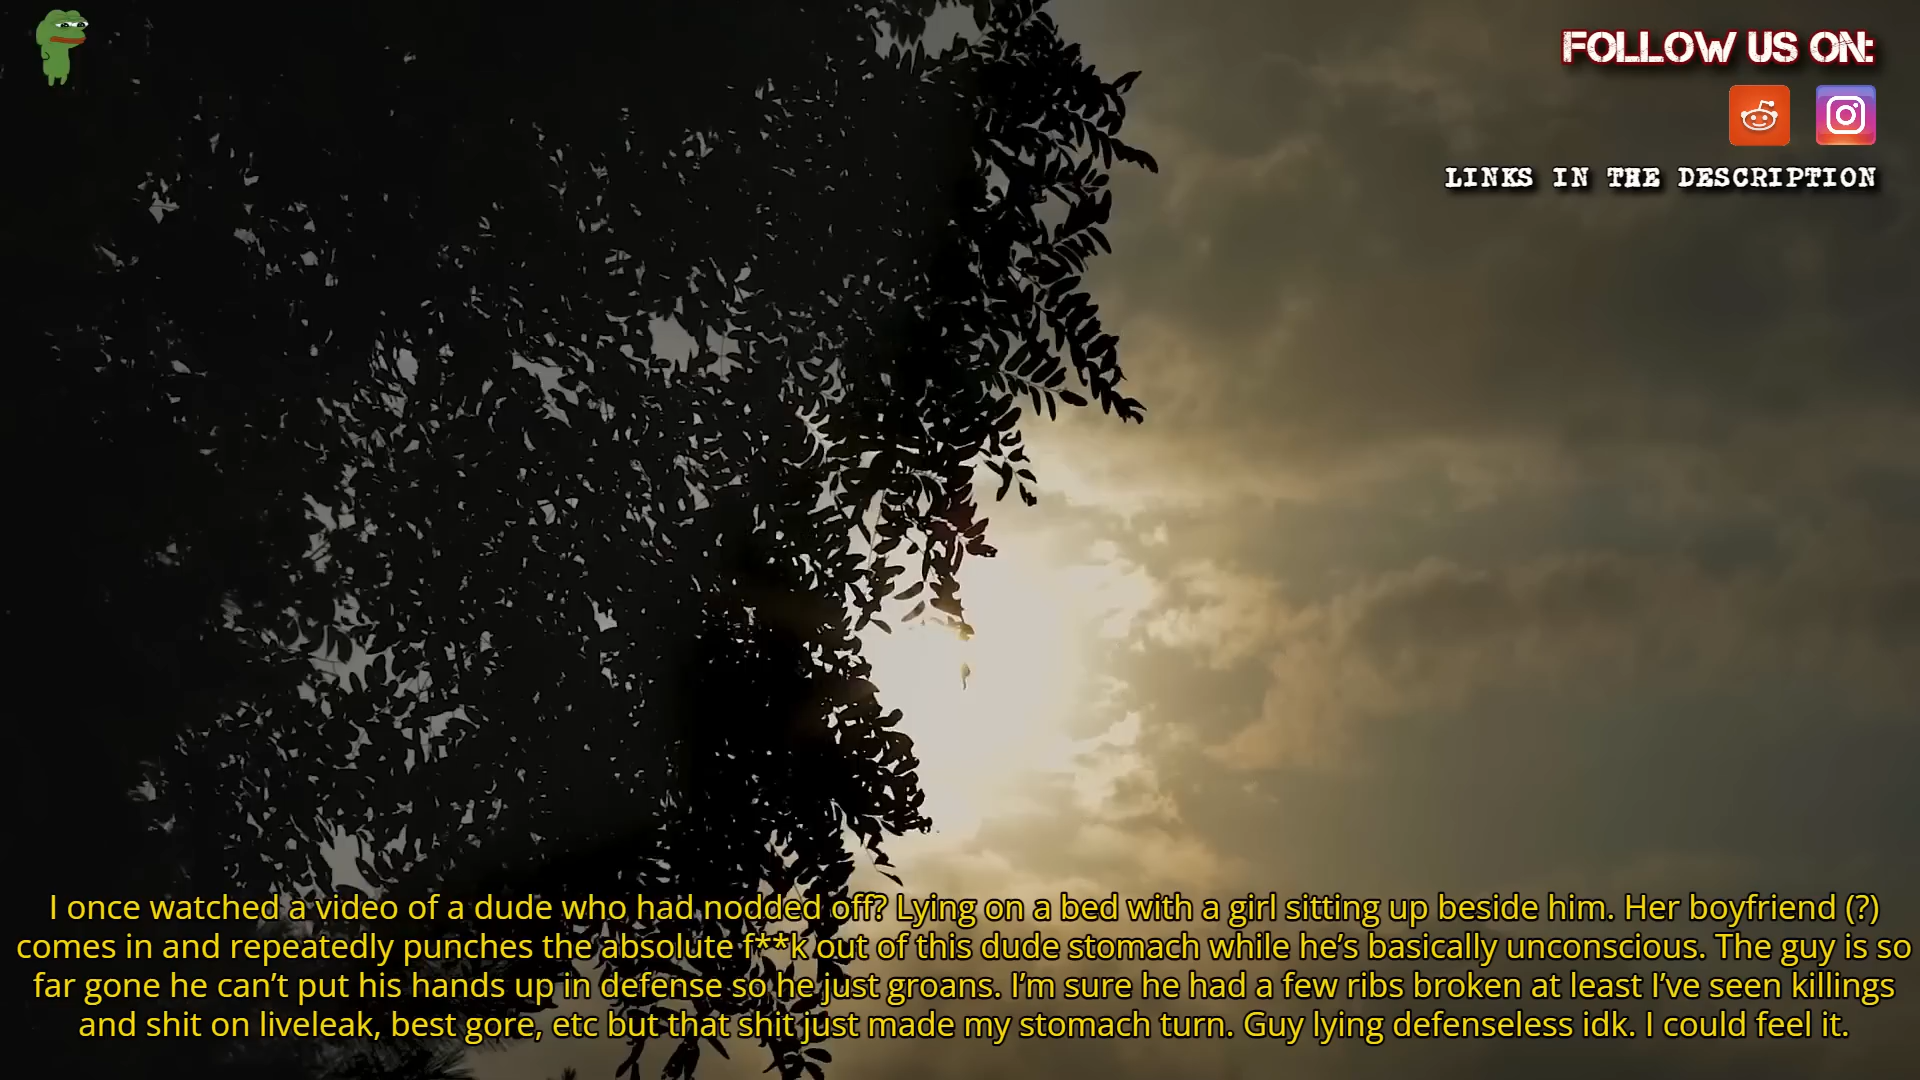 FOLLOW US ON:
LINKS IN THE DESCRIPTION
I once watched a video of a dude who had nodded off? Lying on a bed with a girl sitting up beside him. Her boyfriend (?)
comes in and repeatedly punches the absolute f**k out of this dude stomach while he’s basically unconscious. The guy is so
far gone he can’t put his hands up in defense so he just groans. I’m sure he had a few ribs broken at least I’ve seen killings
and shit on liveleak, best gore, etc but that shit just made my stomach turn. Guy lying defenseless idk. I could feel it.